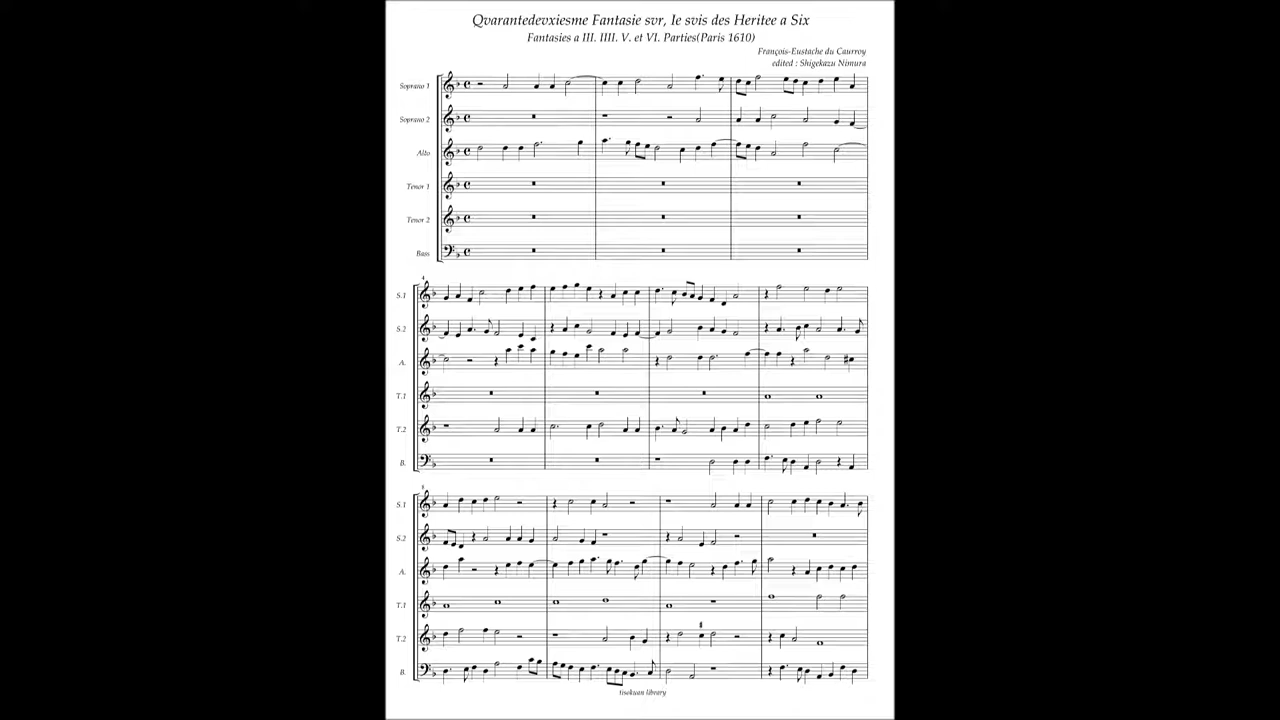 Qvarantedevxiesme Fantasie svr, Ie svis des Heritee a Six
Fantasies a III. IIII. V. et VI. Parties(Paris 1610)
François-Eustache du Caurroy
edited : Shigekazu Nimura
Soprano 1
Soprano 2
Alto
Tenor 1
Tenor 2
Bass
4
S.1
S.2
A.
T.1
T.2
B.
8
S.1
S.2
A.
T.1
T.2
B.
tisekuan library